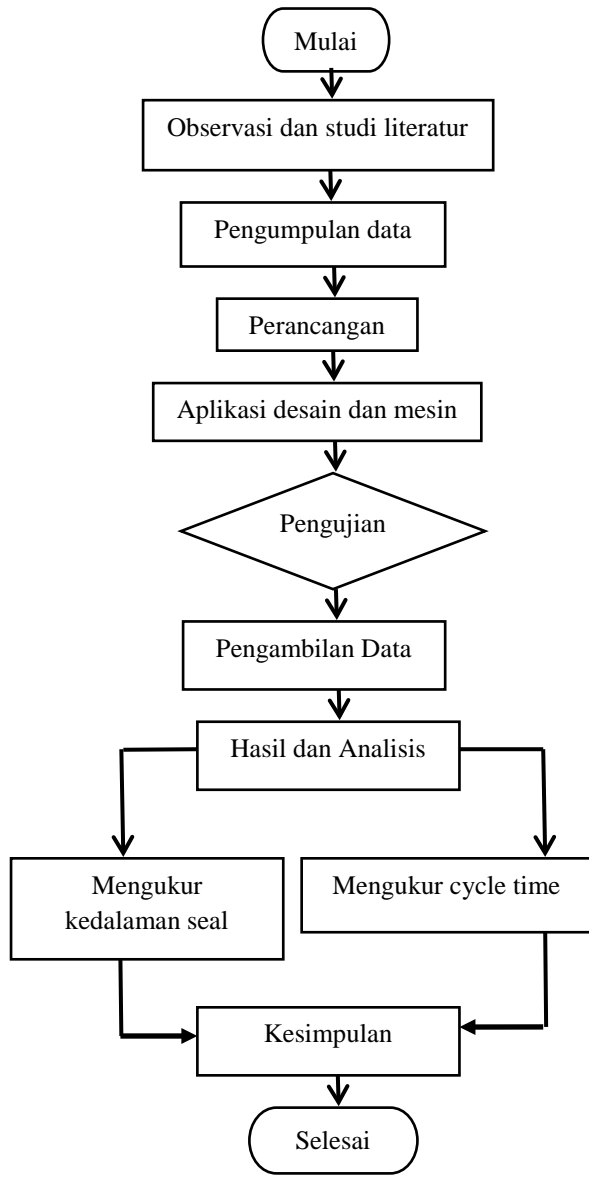 Mulai
Observasi dan studi literatur
Pengumpulan data
Perancangan
Aplikasi desain dan mesin
Pengujian
Pengambilan Data
Hasil dan Analisis
Mengukur
kedalaman seal
Mengukur cycle time
Kesimpulan
Selesai